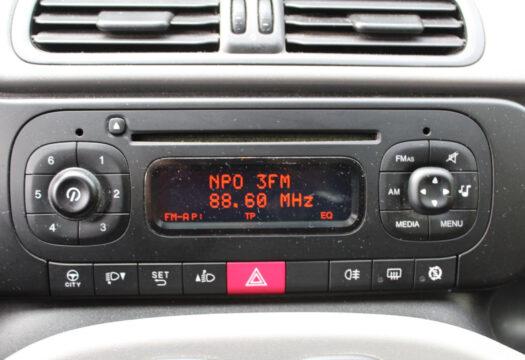 NPO 3FM
88.60 MHz
FM-AP: TP EQ
6 1
5 2
4 3
FMAS
AM
MEDIA MENU
CITY
SET